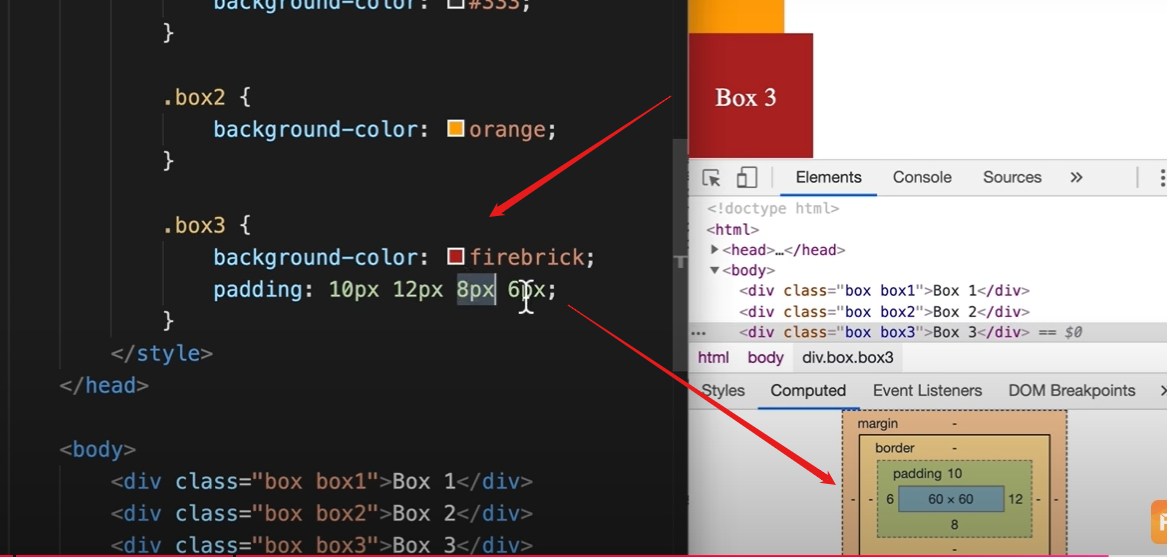 background-color: #333;
}
.box2 {
background-color: orange;
}
.box3 {
background-color: firebrick;
padding: 10px 12px 8px 6px;
}
</style>
</head>
<body>
<div class="box box1">Box 1</div>
<div class="box box2">Box 2</div>
<div class="box box3">Box 3</div>
Box 3
Elements Console Sources »
<!doctype html>
<html>
<head>…</head>
<body>
<div class="box box1">Box 1</div>
<div class="box box2">Box 2</div>
<div class="box box3">Box 3</div> == $0
html body div.box.box3
Styles Computed Event Listeners DOM Breakpoints
margin -
border -
padding 10
- - 6 60 × 60 12 - -
8
-